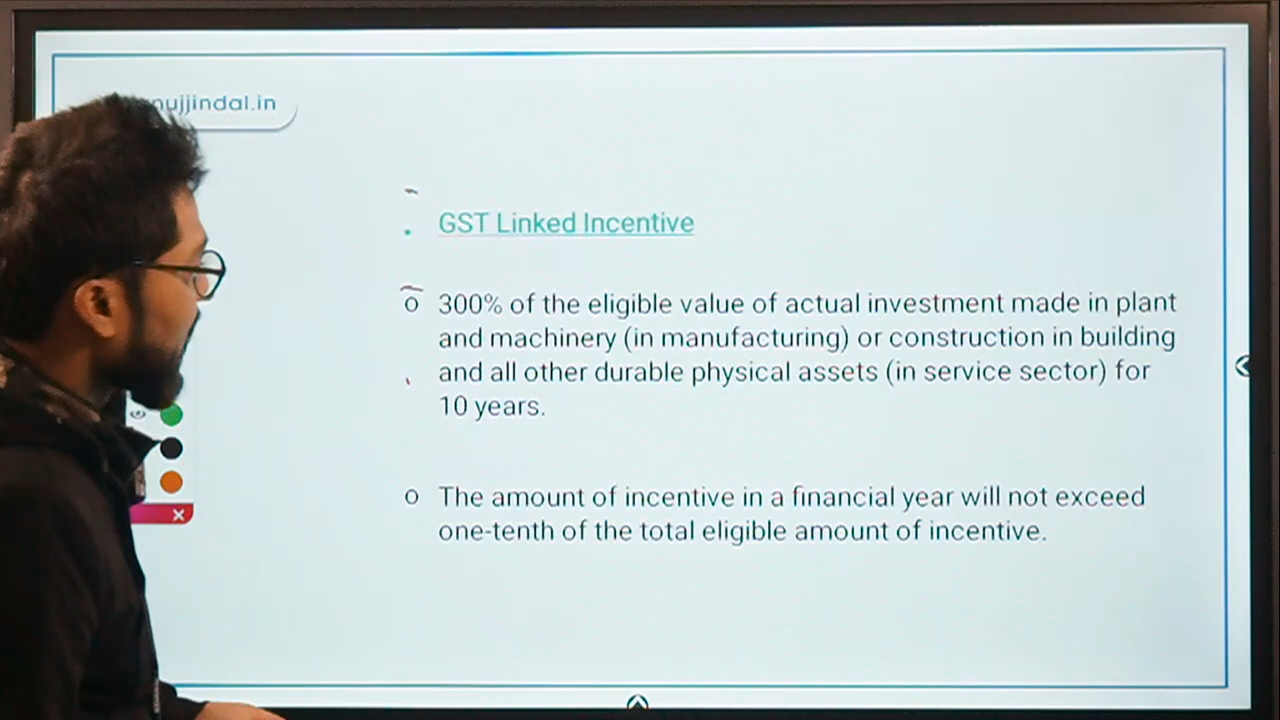 nujjindal.in
GST Linked Incentive
o 300% of the eligible value of actual investment made in plant
and machinery (in manufacturing) or construction in building
and all other durable physical assets (in service sector) for
10 years.
o The amount of incentive in a financial year will not exceed
one-tenth of the total eligible amount of incentive.